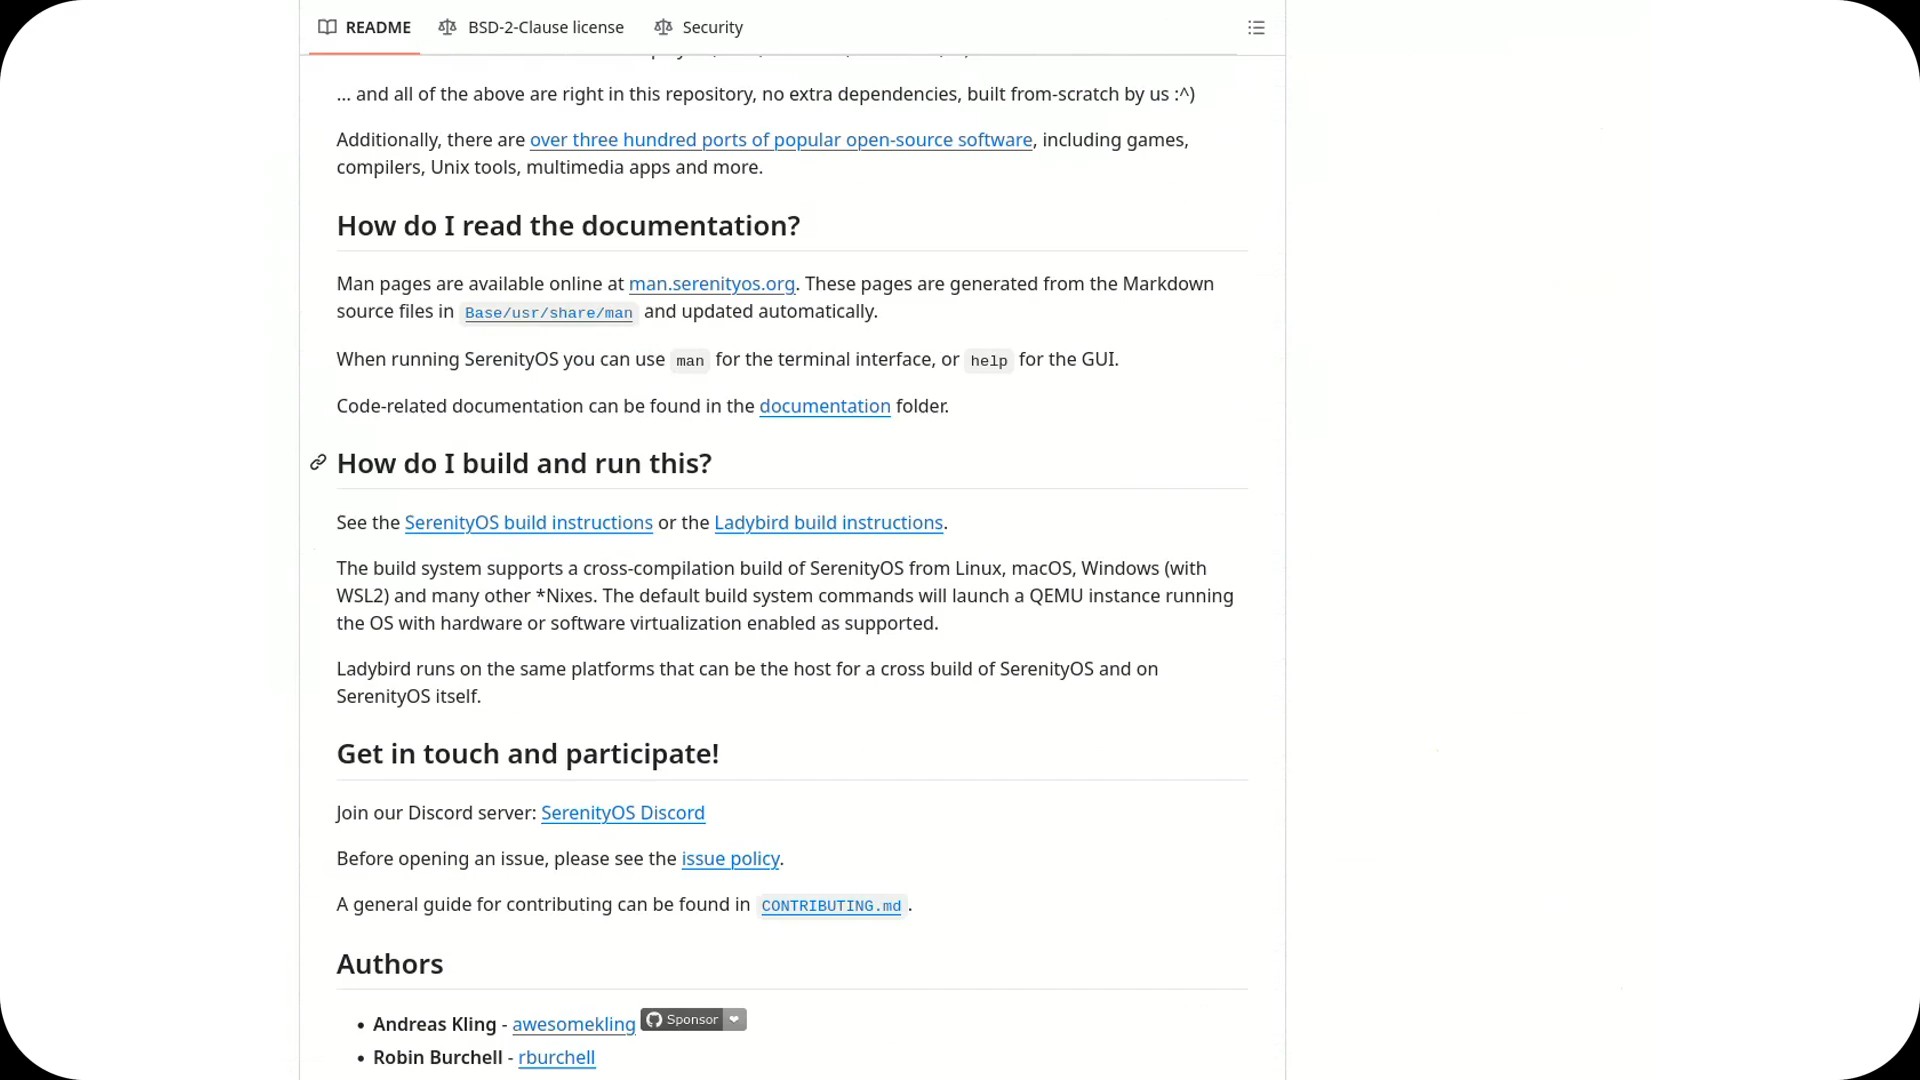 README
BSD-2-Clause license
Security
... and all of the above are right in this repository, no extra dependencies, built from-scratch by us :^)
Additionally, there are over three hundred ports of popular open-source software, including games,
compilers, Unix tools, multimedia apps and more.
How do I read the documentation?
Man pages are available online at man.serenityos.org. These pages are generated from the Markdown
source files in Base/usr/share/man and updated automatically.
When running SerenityOS you can use man for the terminal interface, or help for the GUI.
Code-related documentation can be found in the documentation folder.
How do I build and run this?
See the SerenityOS build instructions or the Ladybird build instructions.
The build system supports a cross-compilation build of SerenityOS from Linux, macOS, Windows (with
WSL2) and many other *Nixes. The default build system commands will launch a QEMU instance running
the OS with hardware or software virtualization enabled as supported.
Ladybird runs on the same platforms that can be the host for a cross build of SerenityOS and on
SerenityOS itself.
Get in touch and participate!
Join our Discord server: SerenityOS Discord
Before opening an issue, please see the issue policy.
A general guide for contributing can be found in CONTRIBUTING.md.
Authors
• Andreas Kling - awesomekling Sponsor
• Robin Burchell - rburchell